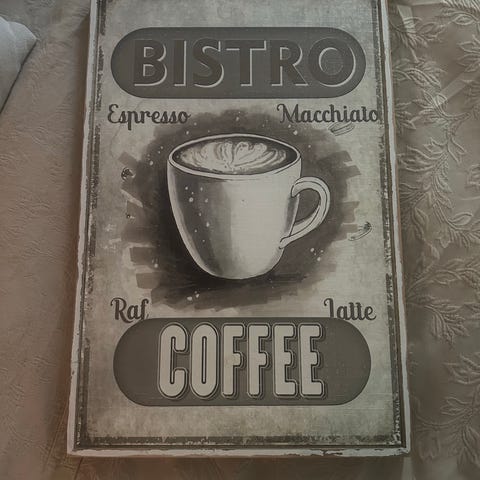 BISTRO
Espresso Macchiato
Raf Latte
COFFEE